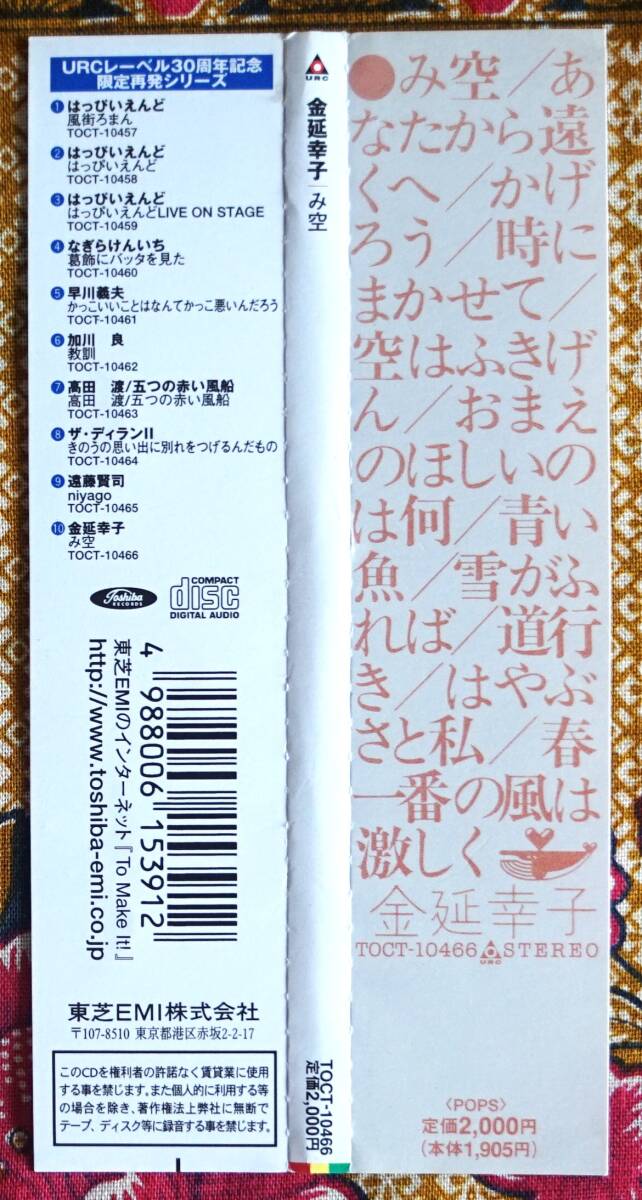 URCレーベル30周年記念
限定再発シリーズ
❶はっぴいえんど
風街ろまん
TOCT-10457
❷はっぴいえんど
はっぴいえんど
TOCT-10458
❸はっぴいえんど
はっぴいえんどLIVE ON STAGE
TOCT-10459
❹なぎらけんいち
葛飾にバッタを見た
TOCT-10460
❺早川義夫
かっこいいことはなんてかっこ悪いんだろう
TOCT-10461
❻加川 良
教訓
TOCT-10462
❼高田 渡/五つの赤い風船
高田 渡/五つの赤い風船
TOCT-10463
❽ザ・ディランII
きのうの思い出に別れをつげるんだもの
TOCT-10464
❾遠藤賢司
niyago
TOCT-10465
❿金延幸子
み空
TOCT-10466
Toshiba
RECORDS
COMPACT
disc
DIGITAL AUDIO
4 988006 153912
東芝EMIのインターネット『To Make It!』
http://www.toshiba-emi.co.jp
東芝EMI株式会社
〒107-8510 東京都港区赤坂2-2-17
このCDを権利者の許諾なく賃貸業に使用
する事を禁じます。また個人的に利用する等
の場合を除き、著作権法上弊社に無断で
テープ、ディスク等に録音する事を禁じます。
URC
金延幸子 み空
TOCT-10466
定価2,000円
●み空/あ
なたから遠
くへ/かげ
ろう/時に
まかせて/
空はふきげ
ん/おまえ
のほしいの
は何/青い
魚/雪がふ
れば/道行
き/はやぶ
さと私/春
一番の風は
激しく
金延幸子
TOCT-10466 URC STEREO
〈POPS〉
定価2,000円
(本体1,905円)